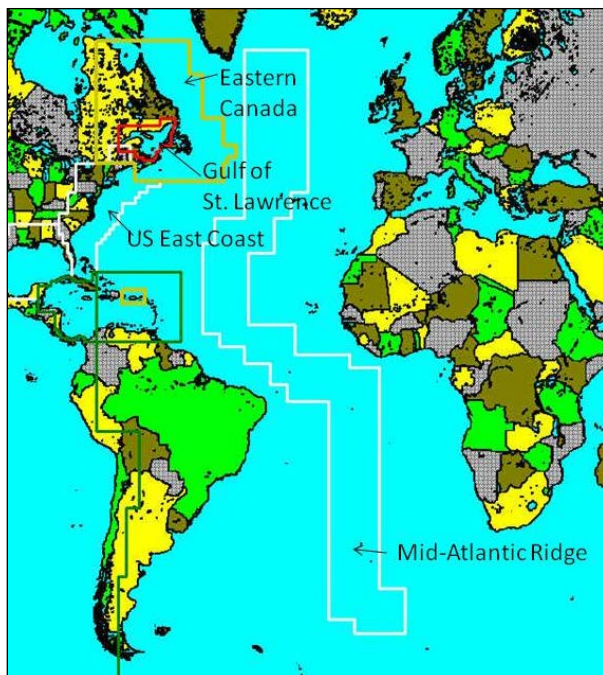 Eastern
Canada
Gulf of
St. Lawrence
US East Coast
Mid-Atlantic Ridge